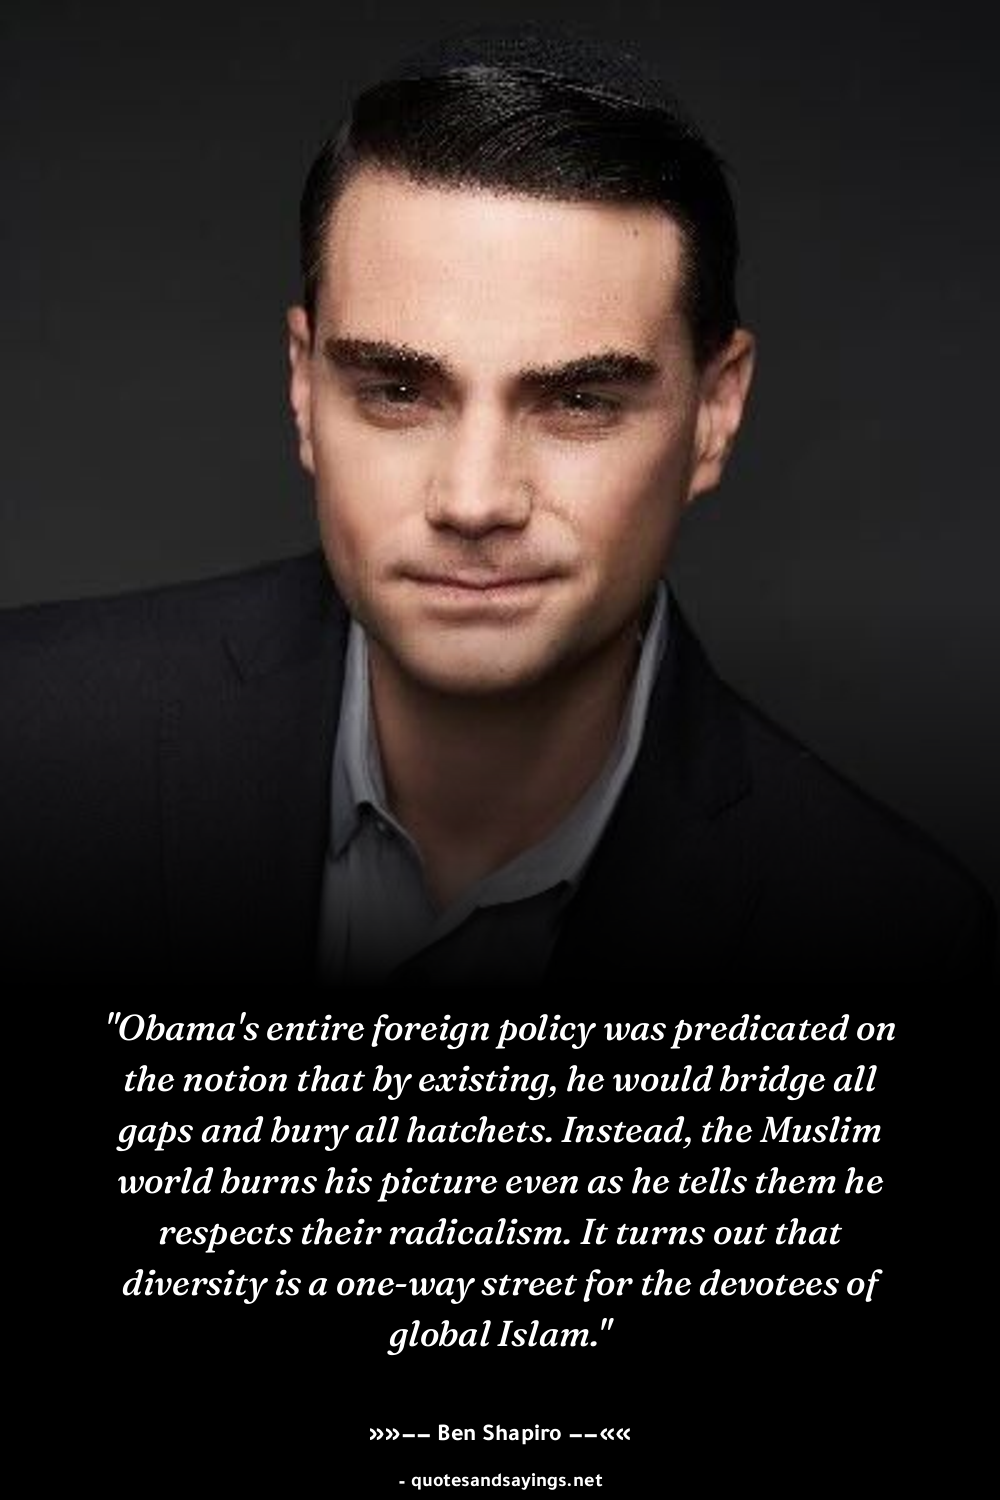 "Obama's entire foreign policy was predicated on
the notion that by existing, he would bridge all
gaps and bury all hatchets. Instead, the Muslim
world burns his picture even as he tells them he
respects their radicalism. It turns out that
diversity is a one-way street for the devotees of
global Islam."
»»–– Ben Shapiro ––««
- quotesandsayings.net